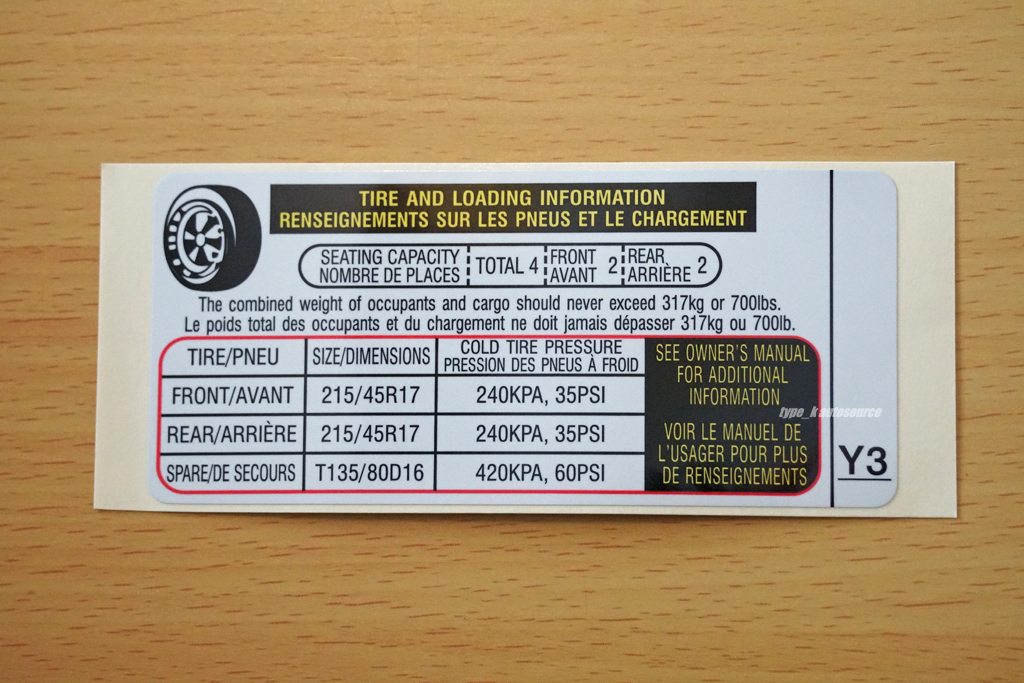 TIRE AND LOADING INFORMATION
RENSEIGNEMENTS SUR LES PNEUS ET LE CHARGEMENT
SEATING CAPACITY
NOMBRE DE PLACES
TOTAL 4
FRONT
AVANT 2
REAR
ARRIÈRE 2
The combined weight of occupants and cargo should never exceed 317kg or 700lbs.
Le poids total des occupants et du chargement ne doit jamais dépasser 317kg ou 700lb.
TIRE/PNEU
SIZE/DIMENSIONS
COLD TIRE PRESSURE
PRESSION DES PNEUS À FROID
FRONT/AVANT
215/45R17
240KPA, 35PSI
REAR/ARRIÈRE
215/45R17
240KPA, 35PSI
SPARE/DE SECOURS
T135/80D16
420KPA, 60PSI
SEE OWNER'S MANUAL
FOR ADDITIONAL
INFORMATION
VOIR LE MANUEL DE
L'USAGER POUR PLUS
DE RENSEIGNEMENTS
type_k autosource
Y3